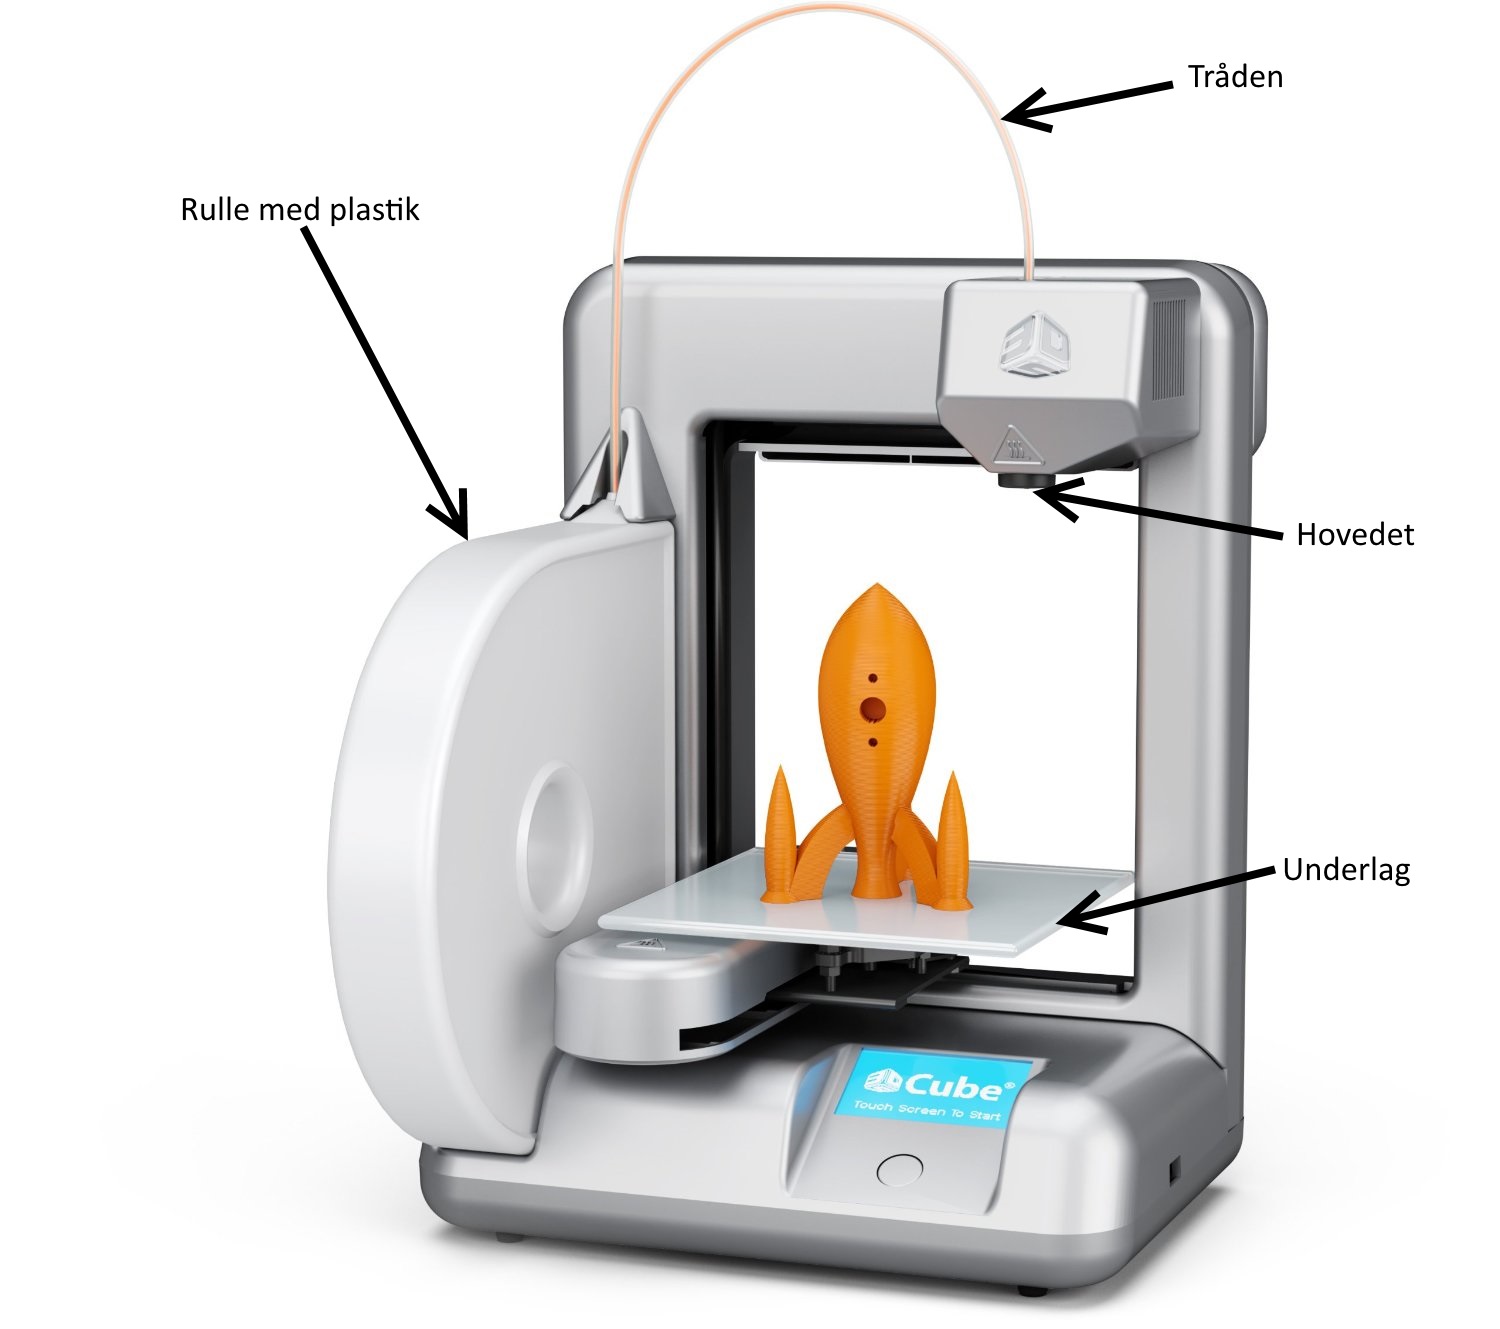 Tråden
Rulle med plastik
Hovedet
Underlag
Cube®
Touch Screen To Start